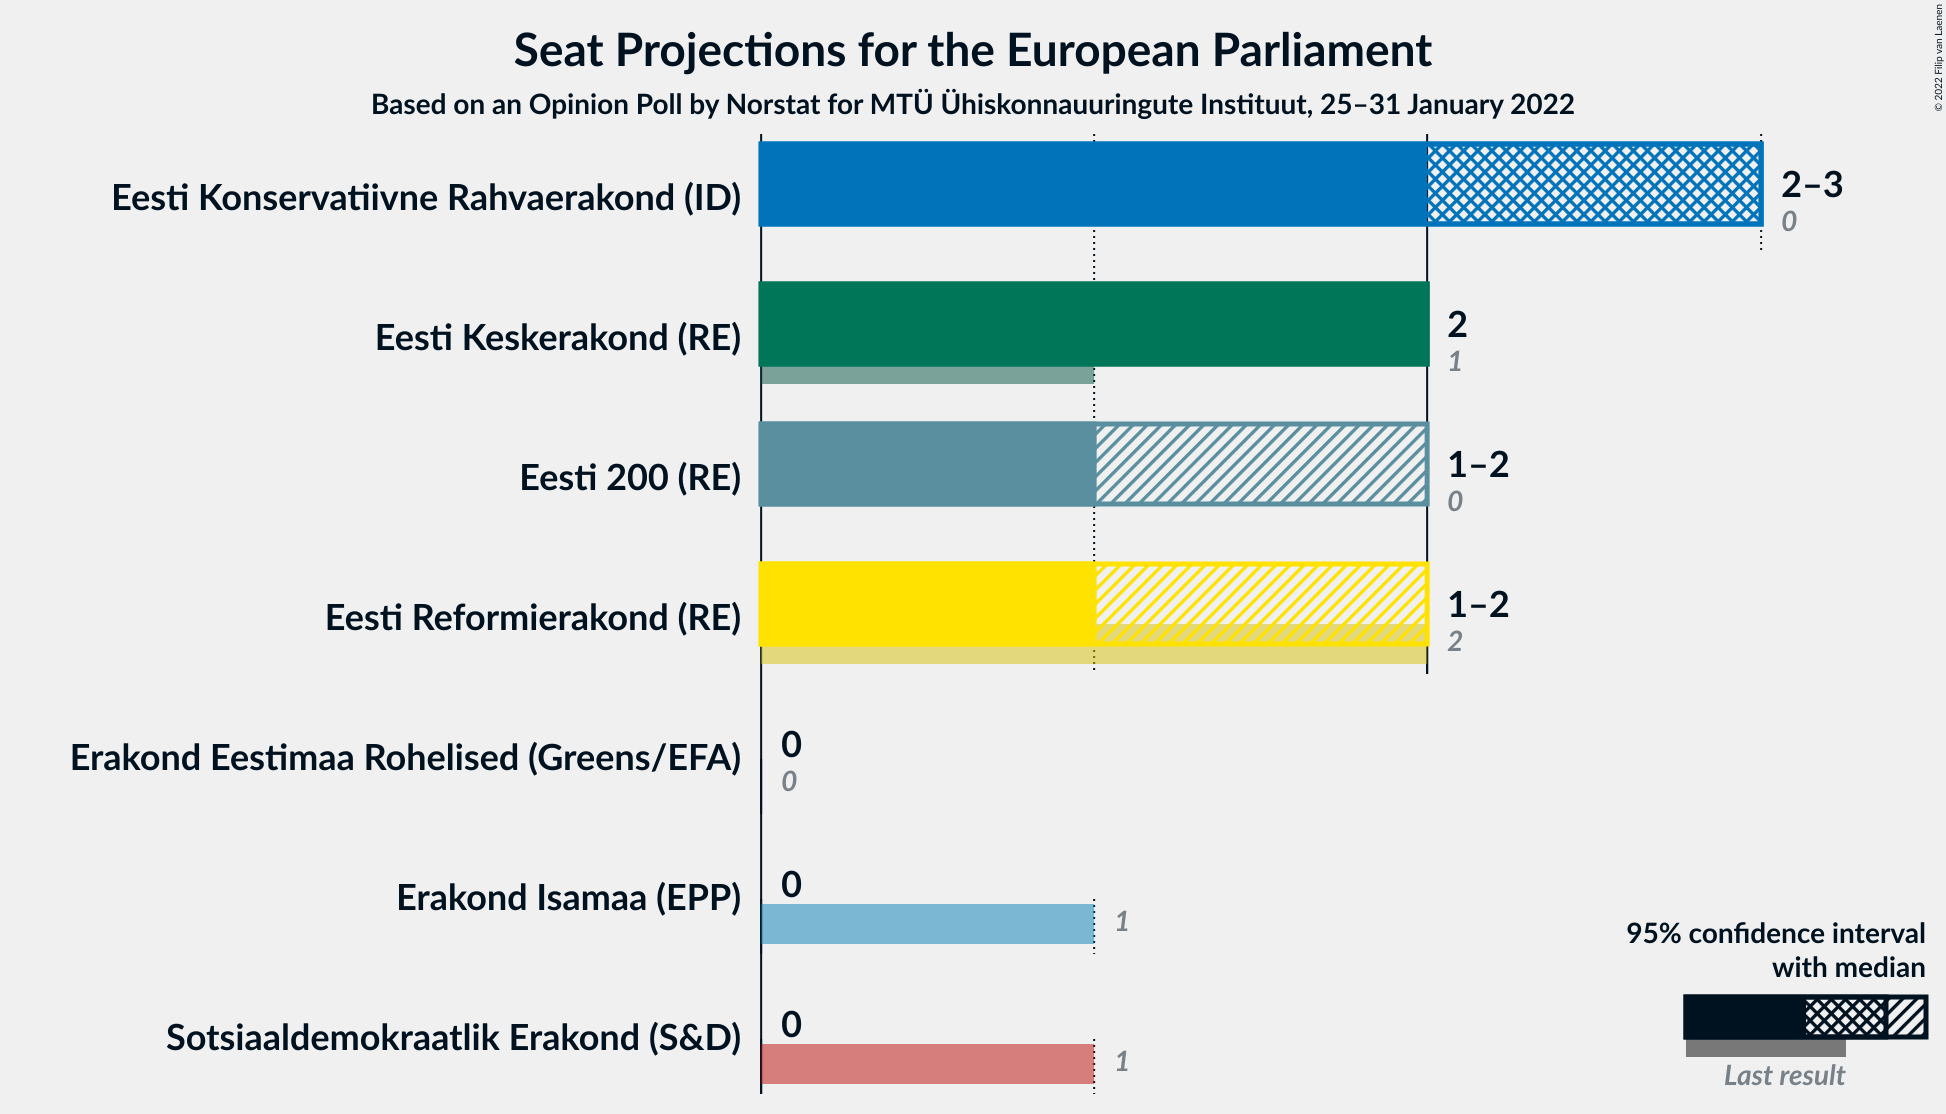 Seat Projections for the European Parliament
Based on an Opinion Poll by Norstat for MTÜ Ühiskonnauuringute Instituut, 25–31 January 2022
© 2022 Filip van Laenen
Eesti Konservatiivne Rahvaerakond (ID)
2–3
0
Eesti Keskerakond (RE)
2
1
Eesti 200 (RE)
1–2
0
Eesti Reformierakond (RE)
1–2
2
Erakond Eestimaa Rohelised (Greens/EFA)
0
0
Erakond Isamaa (EPP)
0
1
Sotsiaaldemokraatlik Erakond (S&D)
0
1
95% confidence interval
with median
Last result